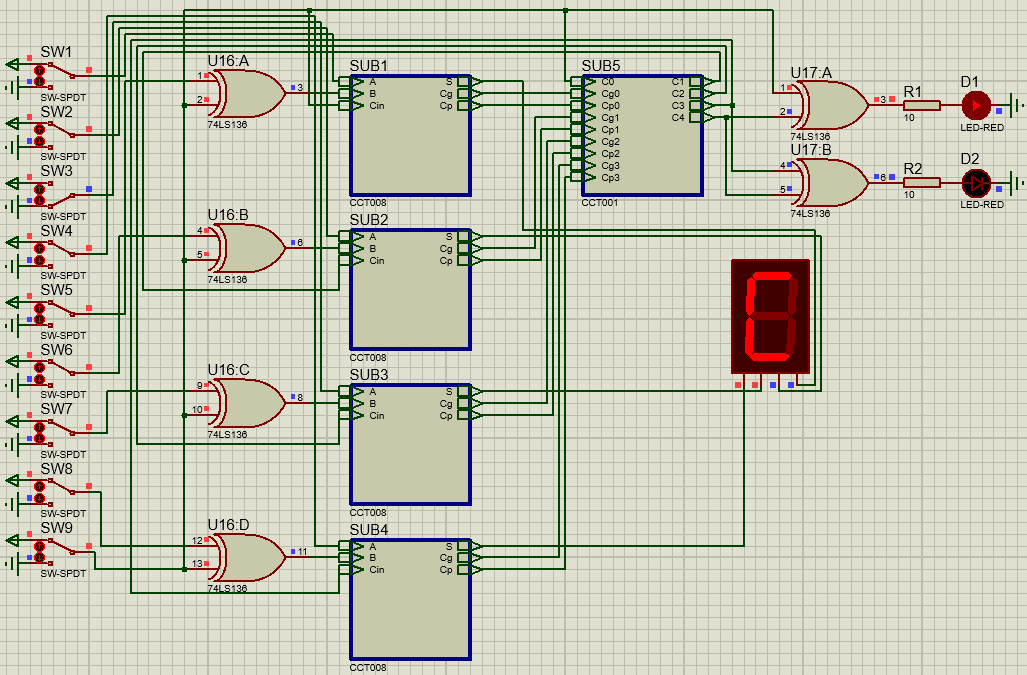 SW1
SW-SPDT
SW2
SW-SPDT
SW3
SW-SPDT
SW4
SW-SPDT
SW5
SW-SPDT
SW6
SW-SPDT
SW7
SW-SPDT
SW8
SW-SPDT
SW9
SW-SPDT
U16:A
1
2
3
74LS136
U16:B
4
5
6
74LS136
U16:C
9
10
8
74LS136
U16:D
12
13
11
74LS136
SUB1
A S
B Cg
Cin Cp
CCT008
SUB2
A S
B Cg
Cin Cp
CCT008
SUB3
A S
B Cg
Cin Cp
CCT008
SUB4
A S
B Cg
Cin Cp
CCT008
SUB5
C0 C1
Cg0 C2
Cp0 C3
Cg1 C4
Cp1
Cg2
Cp2
Cg3
Cp3
CCT001
U17:A
1
2
3
74LS136
U17:B
4
5
6
74LS136
R1
10
R2
10
D1
LED-RED
D2
LED-RED